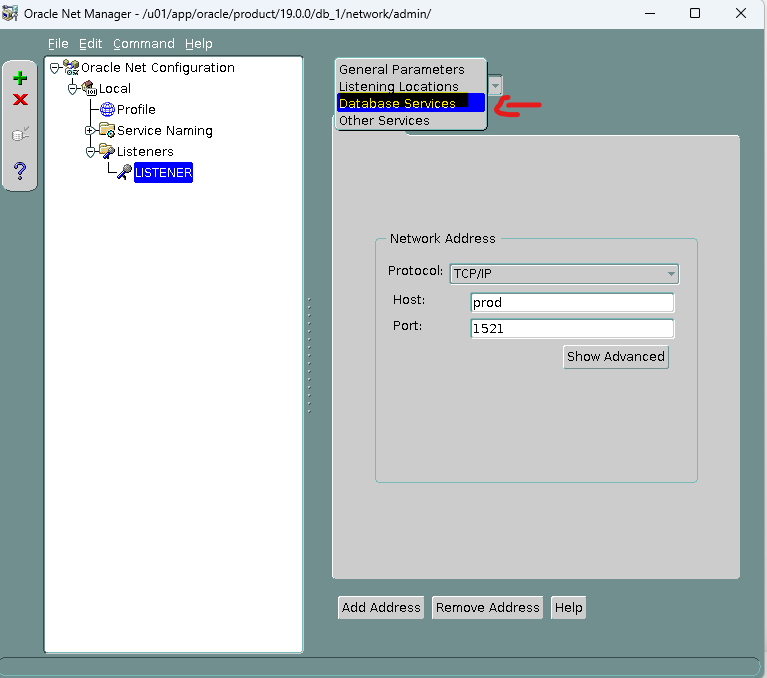 Oracle Net Manager - /u01/app/oracle/product/19.0.0/db_1/network/admin/
File Edit Command Help
Oracle Net Configuration
Local
Profile
Service Naming
Listeners
LISTENER
General Parameters
Listening Locations
Database Services
Other Services
Network Address
Protocol: TCP/IP
Host: prod
Port: 1521
Show Advanced
Add Address Remove Address Help